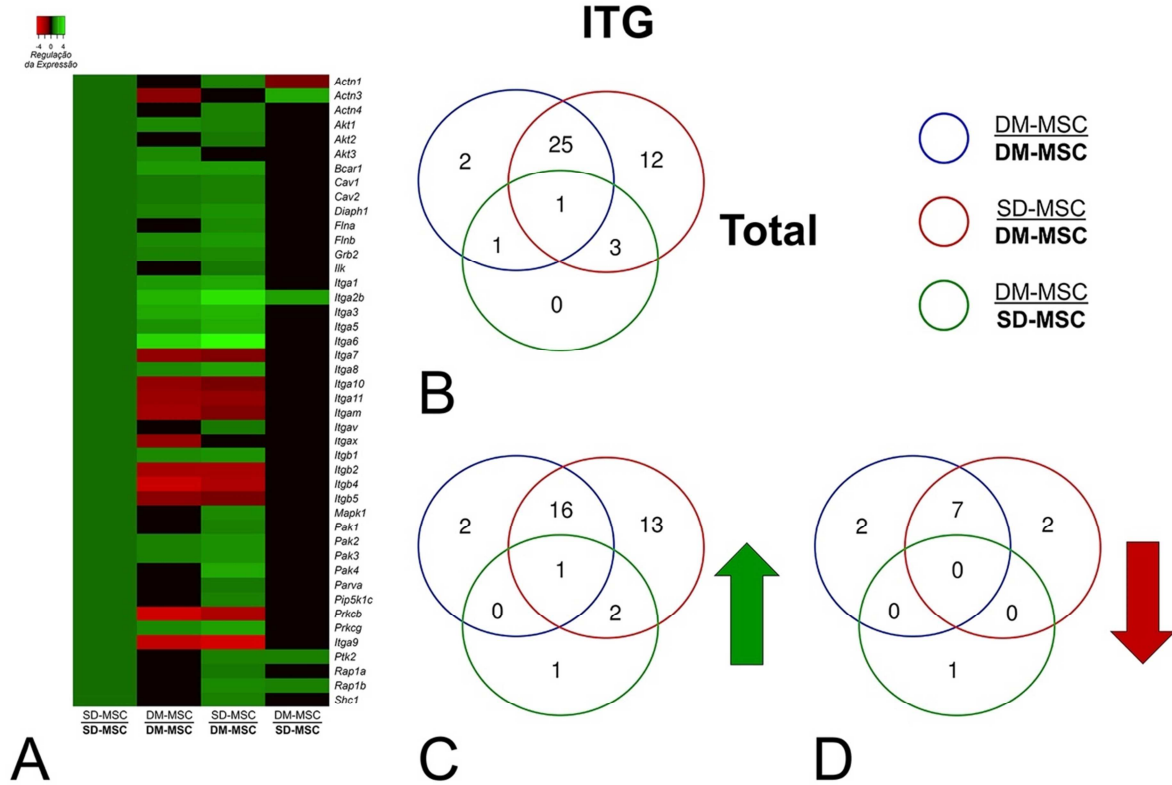 ITG
-4 0 4
Regulação
da Expressão
Actn1
Actn3
Actn4
Akt1
Akt2
Akt3
Bcar1
Cav1
Cav2
Diaph1
Flna
Flnb
Grb2
Ilk
Itga1
Itga2b
Itga3
Itga5
Itga6
Itga7
Itga8
Itga10
Itga11
Itgam
Itgav
Itgax
Itgb1
Itgb2
Itgb4
Itgb5
Mapk1
Pak1
Pak2
Pak3
Pak4
Parva
Pip5k1c
Prkcb
Prkcg
Itga9
Ptk2
Rap1a
Rap1b
Shc1
SD-MSC DM-MSC SD-MSC DM-MSC
SD-MSC DM-MSC DM-MSC SD-MSC
A
2 25 12
1
1 3
0
Total
B
DM-MSC
DM-MSC
SD-MSC
DM-MSC
DM-MSC
SD-MSC
2 16 13
1
0 2
1
C
2 7 2
0
0 0
1
D